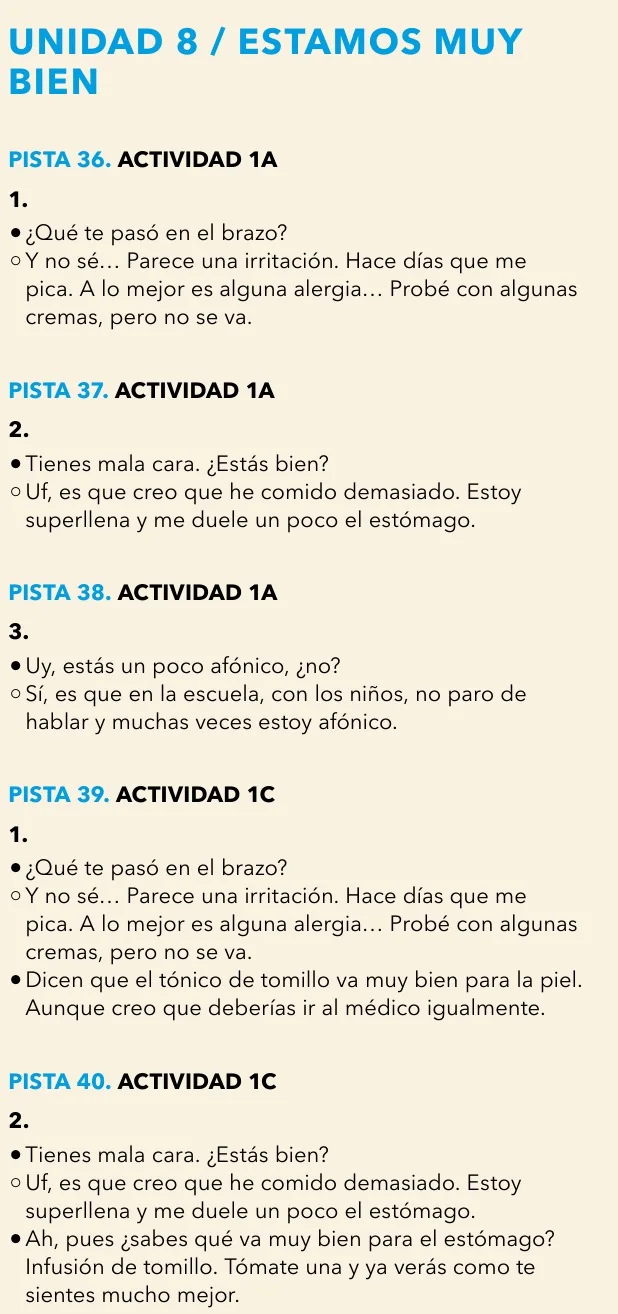 UNIDAD 8 / ESTAMOS MUY
BIEN
PISTA 36. ACTIVIDAD 1A
1.
● ¿Qué te pasó en el brazo?
○ Y no sé… Parece una irritación. Hace días que me
pica. A lo mejor es alguna alergia… Probé con algunas
cremas, pero no se va.
PISTA 37. ACTIVIDAD 1A
2.
● Tienes mala cara. ¿Estás bien?
○ Uf, es que creo que he comido demasiado. Estoy
superllena y me duele un poco el estómago.
PISTA 38. ACTIVIDAD 1A
3.
● Uy, estás un poco afónico, ¿no?
○ Sí, es que en la escuela, con los niños, no paro de
hablar y muchas veces estoy afónico.
PISTA 39. ACTIVIDAD 1C
1.
● ¿Qué te pasó en el brazo?
○ Y no sé… Parece una irritación. Hace días que me
pica. A lo mejor es alguna alergia… Probé con algunas
cremas, pero no se va.
● Dicen que el tónico de tomillo va muy bien para la piel.
Aunque creo que deberías ir al médico igualmente.
PISTA 40. ACTIVIDAD 1C
2.
● Tienes mala cara. ¿Estás bien?
○ Uf, es que creo que he comido demasiado. Estoy
superllena y me duele un poco el estómago.
● Ah, pues ¿sabes qué va muy bien para el estómago?
Infusión de tomillo. Tómate una y ya verás como te
sientes mucho mejor.